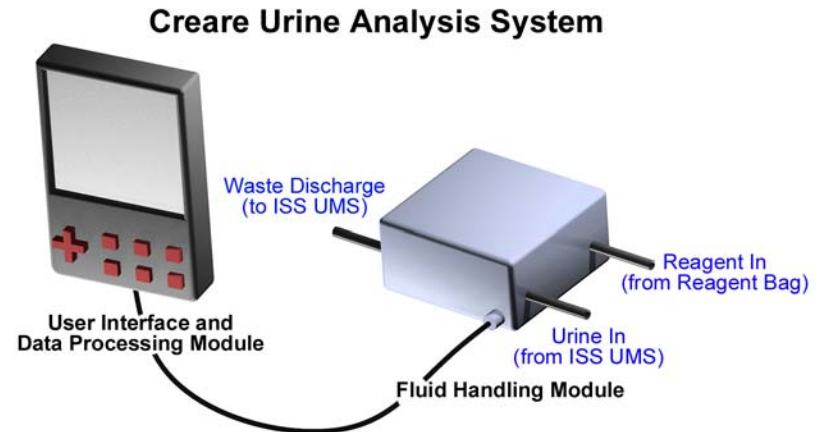 Creare Urine Analysis System
Waste Discharge
(to ISS UMS)
Reagent In
(from Reagent Bag)
User Interface and
Data Processing Module
Urine In
(from ISS UMS)
Fluid Handling Module